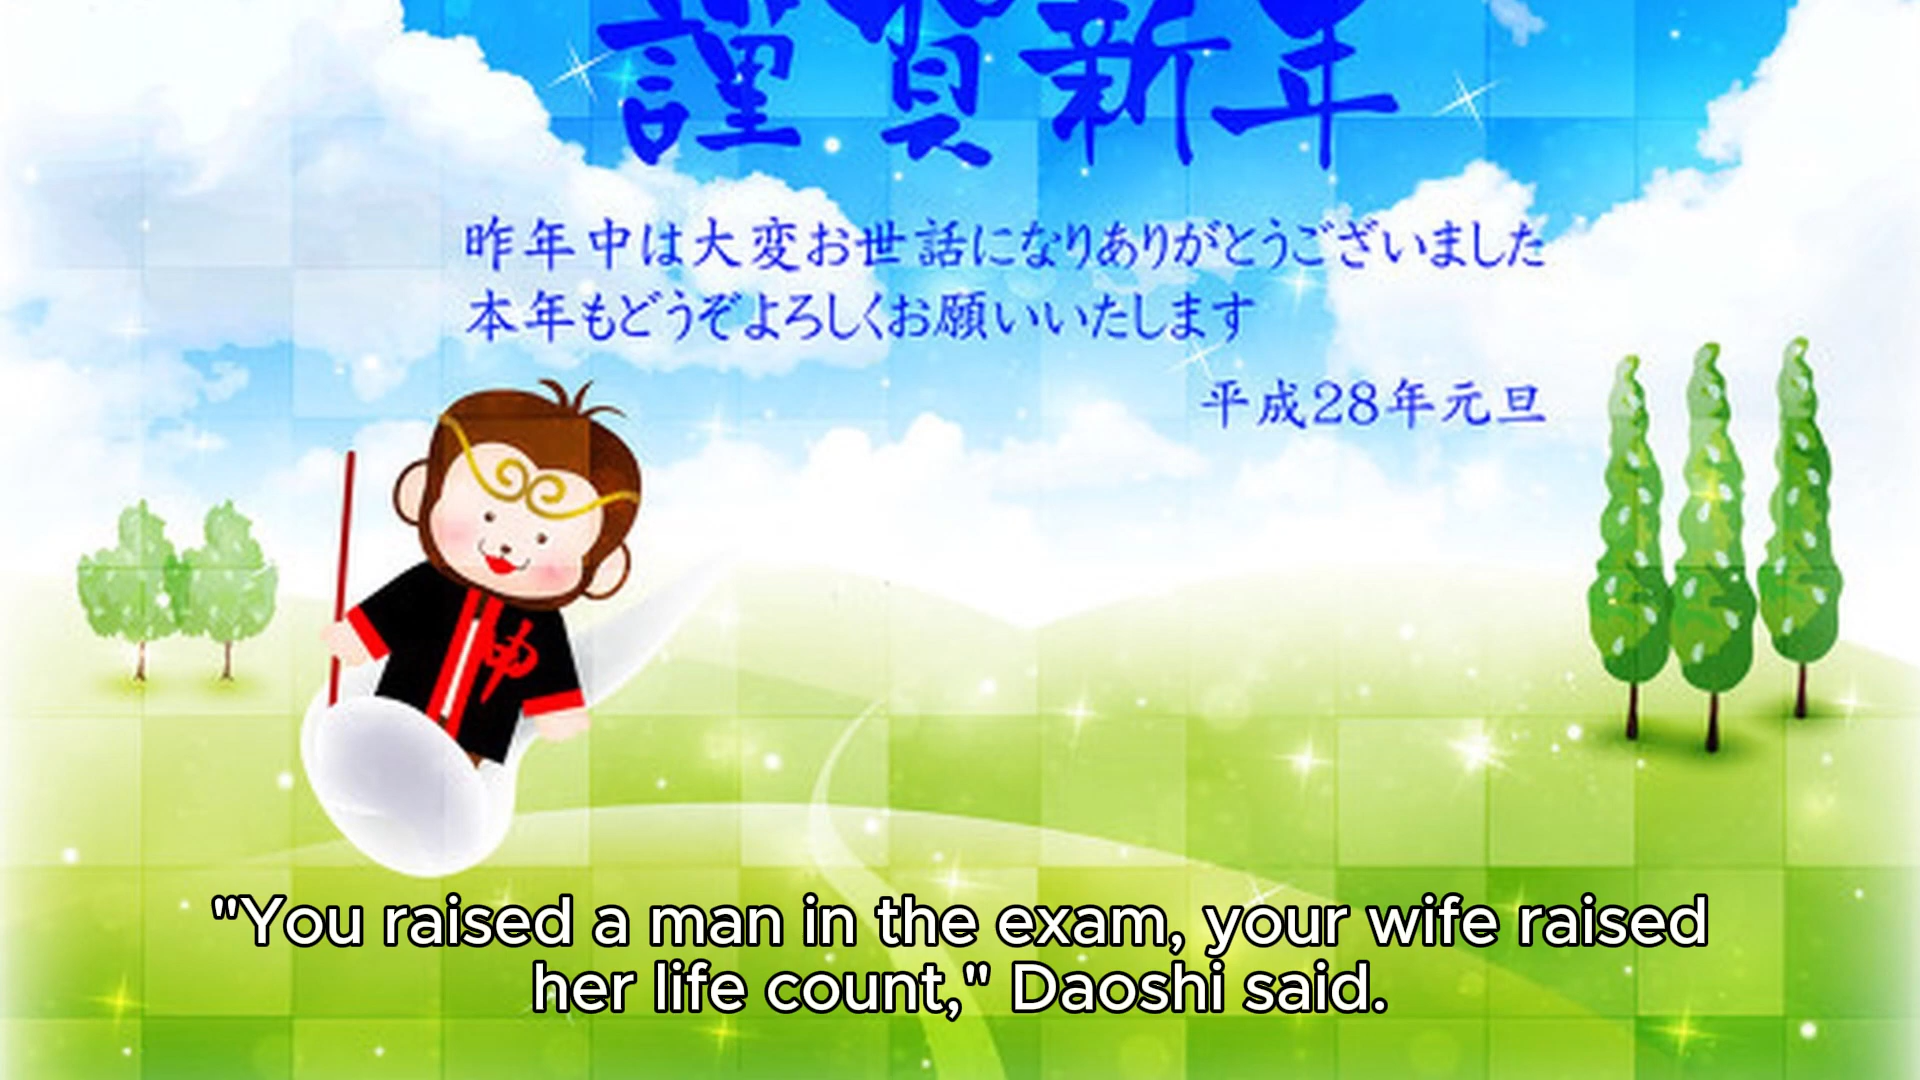 謹賀新年
昨年中は大変お世話になりありがとうございました
本年もどうぞよろしくお願いいたします
平成28年元旦
申
"You raised a man in the exam, your wife raised
her life count," Daoshi said.